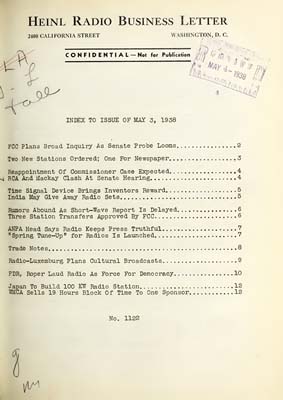 HEINL RADIO BUSINESS LETTER
2400 CALIFORNIA STREET WASHINGTON, D. C.
CONFIDENTIAL—Not for Publication
MAY 4-1938
INDEX TO ISSUE OF MAY 3, 1938
FCC Plans Broad Inquiry As Senate Probe Looms...............2
Two New Stations Ordered; One For Newspaper.................3
Reappointment Of Commissioner Case Expected.................4
RCA And Mackay Clash At Senate Hearing......................4
Time Signal Device Brings Inventors Reward..................5
India May Give Away Radio Sets..............................5
Rumors Abound As Short-Wave Report Is Delayed...............6
Three Station Transfers Approved By FCC.....................6
ANPA Head Says Radio Keeps Press Truthful...................7
"Spring Tune-Up" for Radios Is Launched.....................7
Trade Notes.................................................8
Radio-Luxemburg Plans Cultural Broadcasts...................9
FDR, Roper Laud Radio As Force For Democracy...............10
Japan To Build 100 KW Radio Station........................12
WMCA Sells 19 Hours Block Of Time To One Sponsor...........12
No. 1122